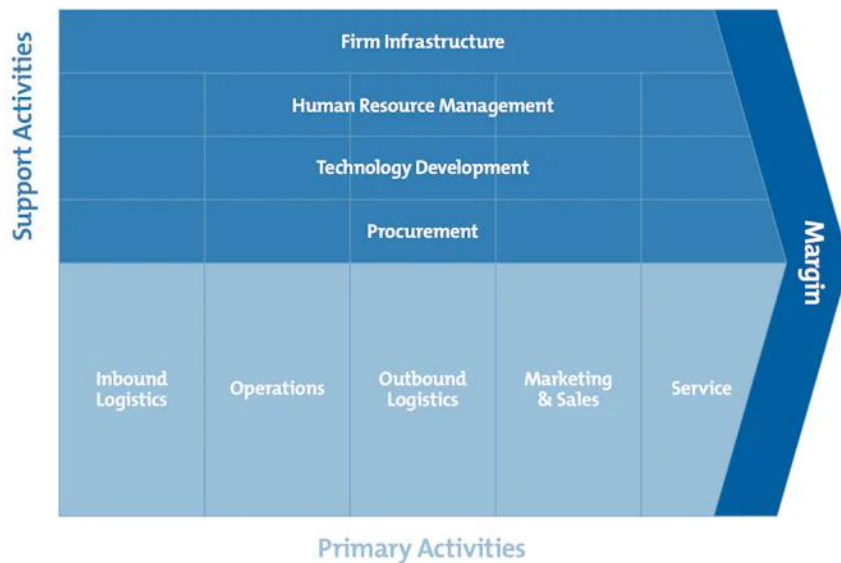 Support Activities
Firm Infrastructure
Human Resource Management
Technology Development
Procurement
Margin
Inbound
Logistics
Operations
Outbound
Logistics
Marketing
& Sales
Service
Primary Activities